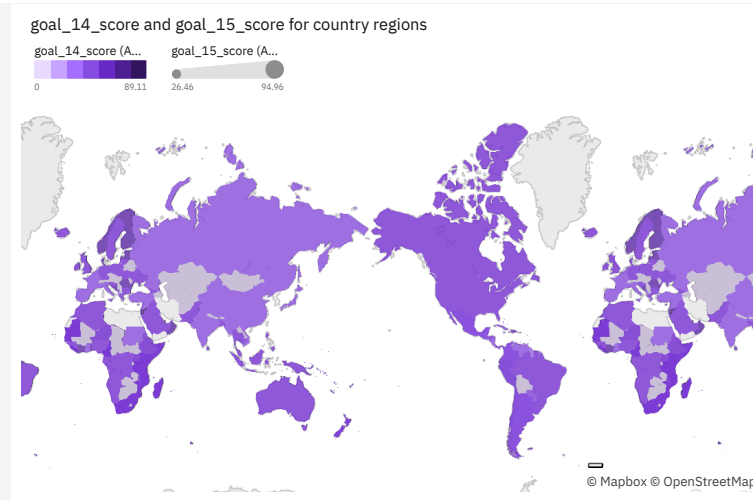 goal_14_score and goal_15_score for country regions
goal_14_score (A... goal_15_score (A...
0 89.11 26.46 94.96
© Mapbox © OpenStreetMap